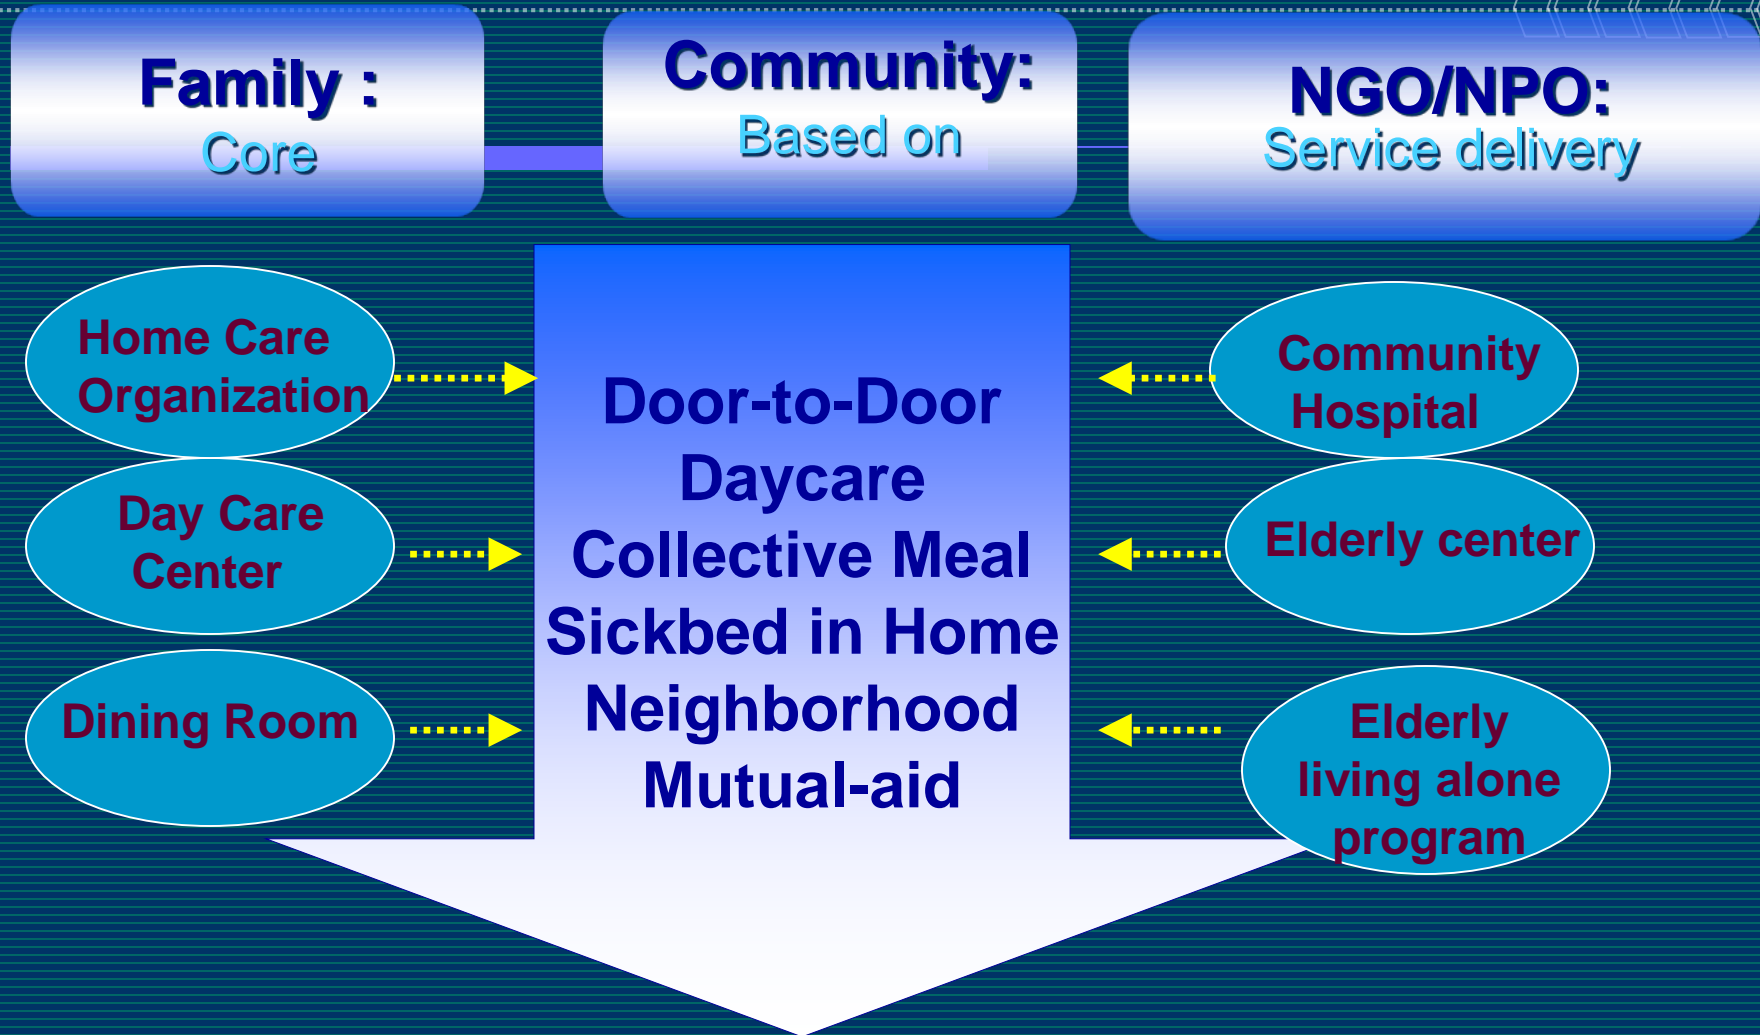 Family :
Core
Community:
Based on
NGO/NPO:
Service delivery
Home Care
Organization
Day Care
Center
Dining Room
Door-to-Door
Daycare
Collective Meal
Sickbed in Home
Neighborhood
Mutual-aid
Community
Hospital
Elderly center
Elderly
living alone
program